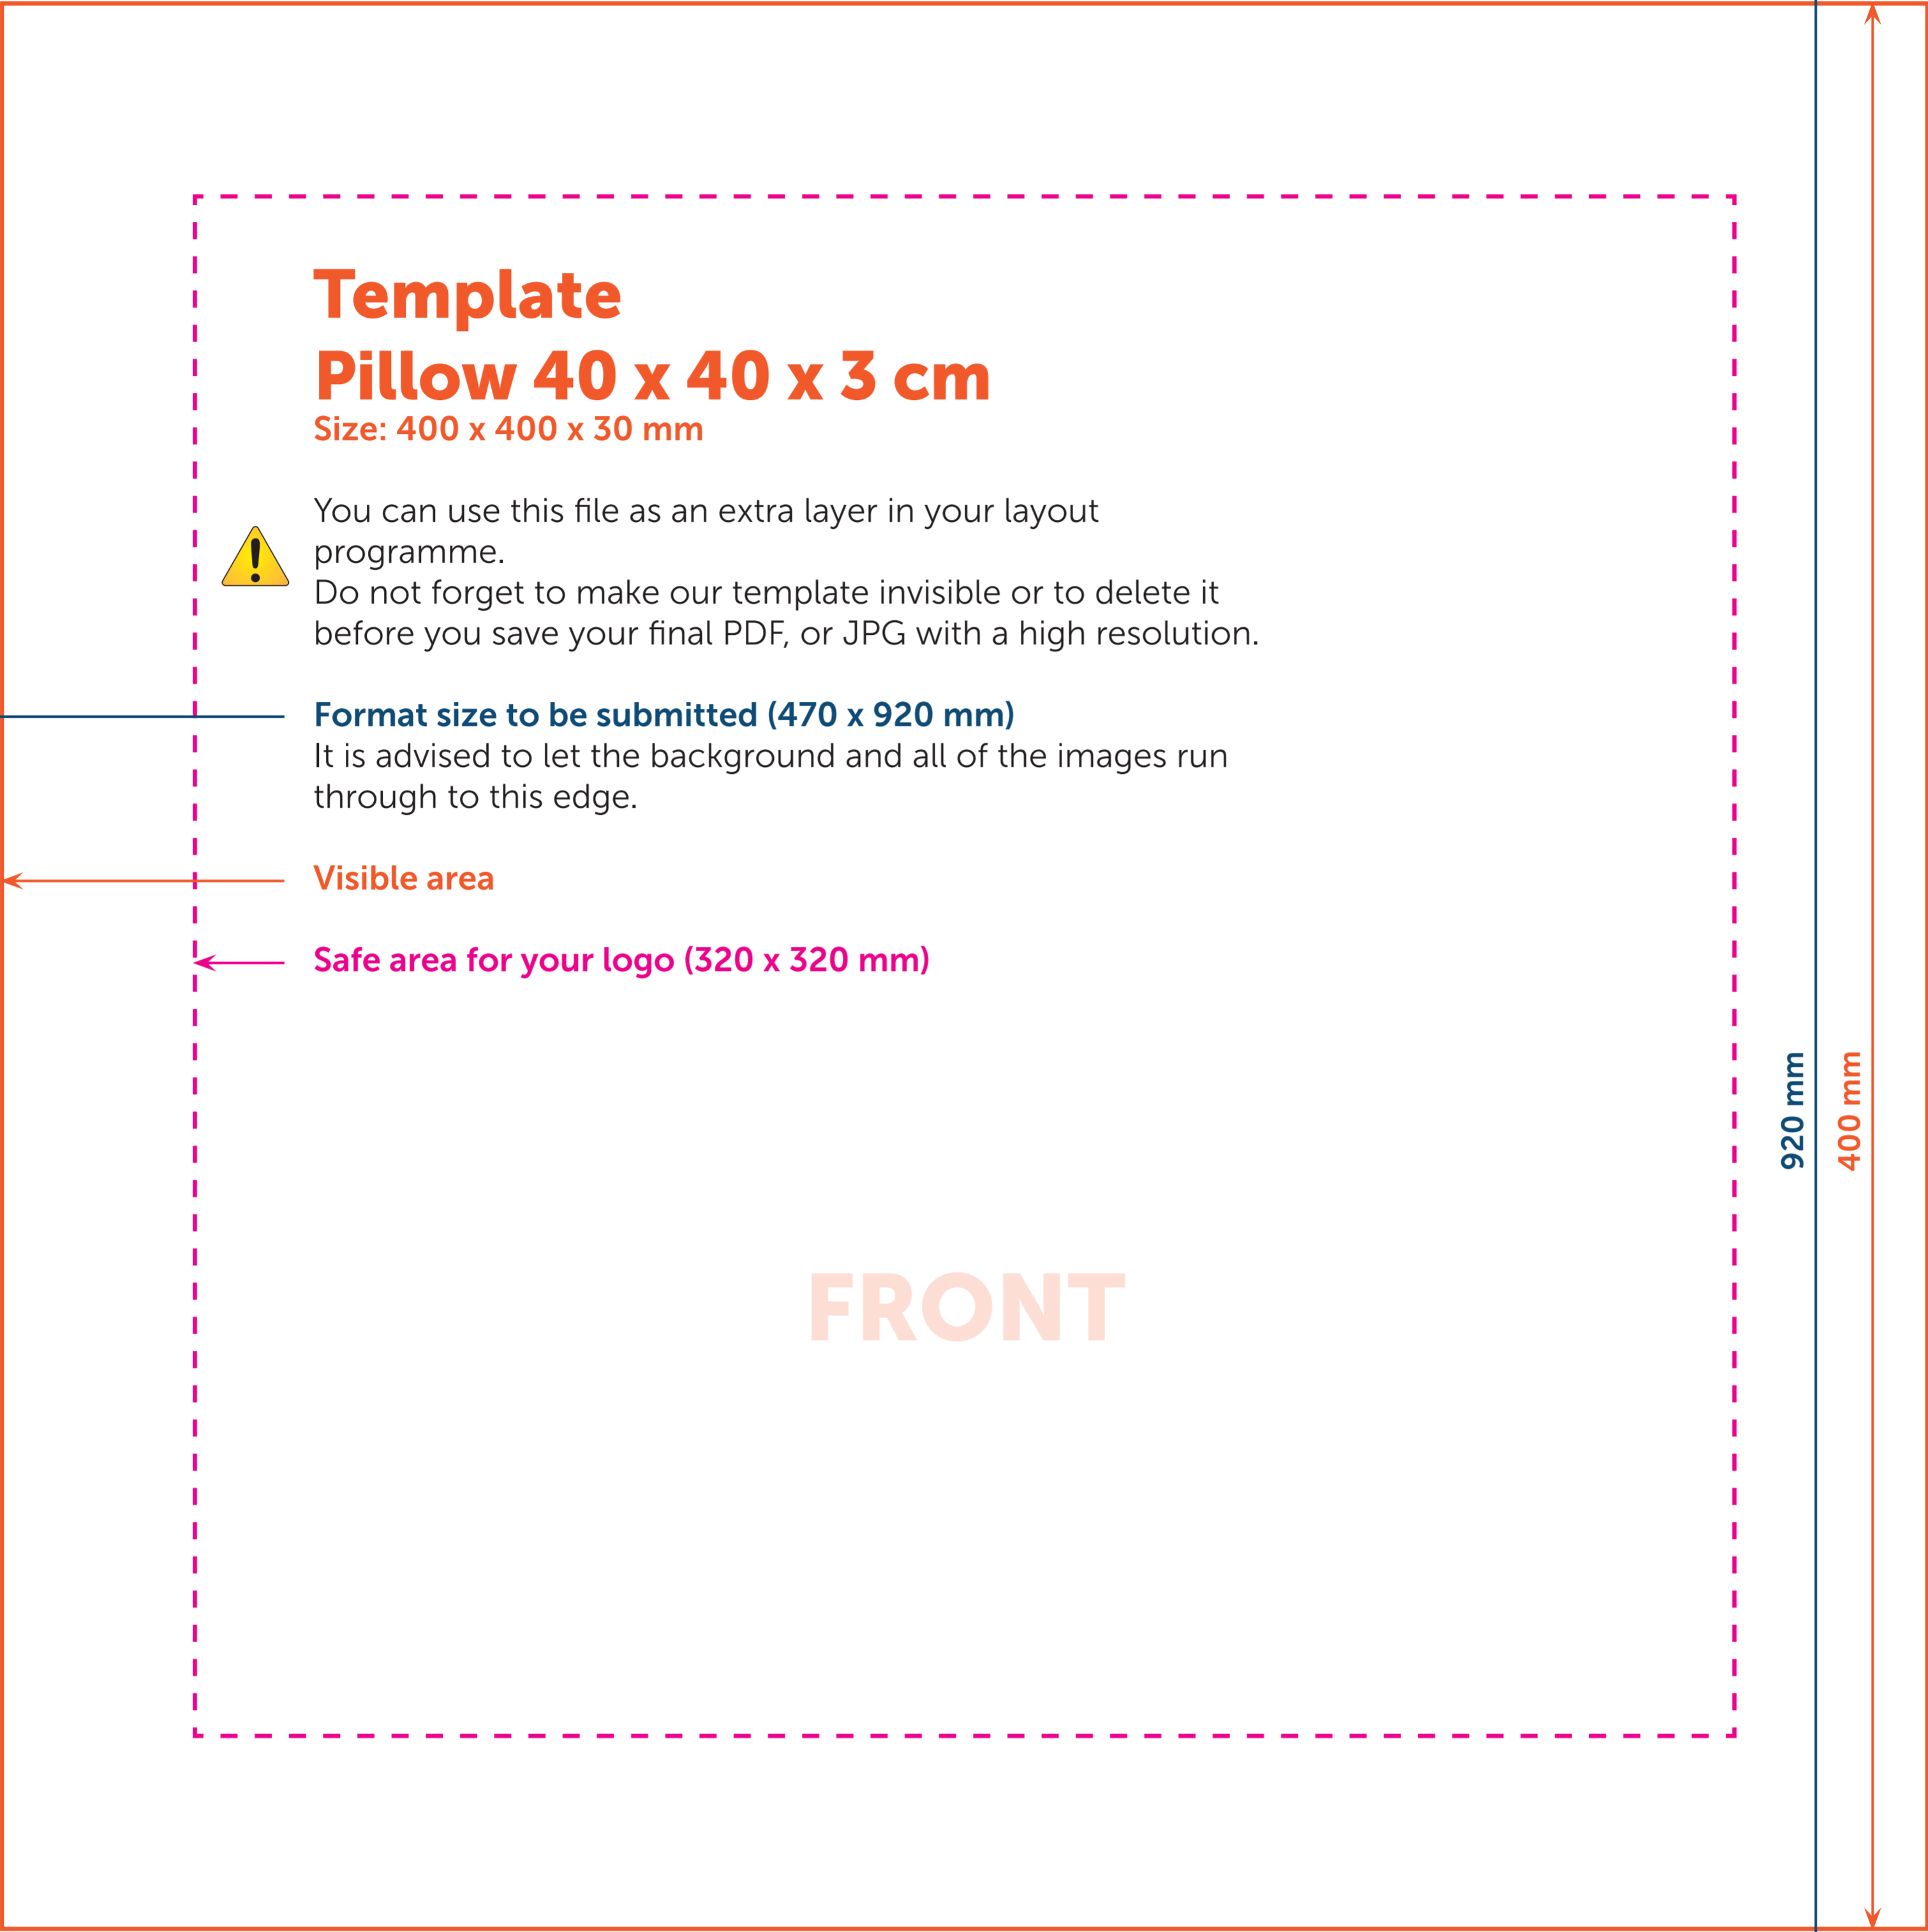 Template
Pillow 40 x 40 x 3 cm
Size: 400 x 400 x 30 mm
You can use this file as an extra layer in your layout
programme.
Do not forget to make our template invisible or to delete it
before you save your final PDF, or JPG with a high resolution.
Format size to be submitted (470 x 920 mm)
It is advised to let the background and all of the images run
through to this edge.
Visible area
Safe area for your logo (320 x 320 mm)
920 mm
400 mm
FRONT